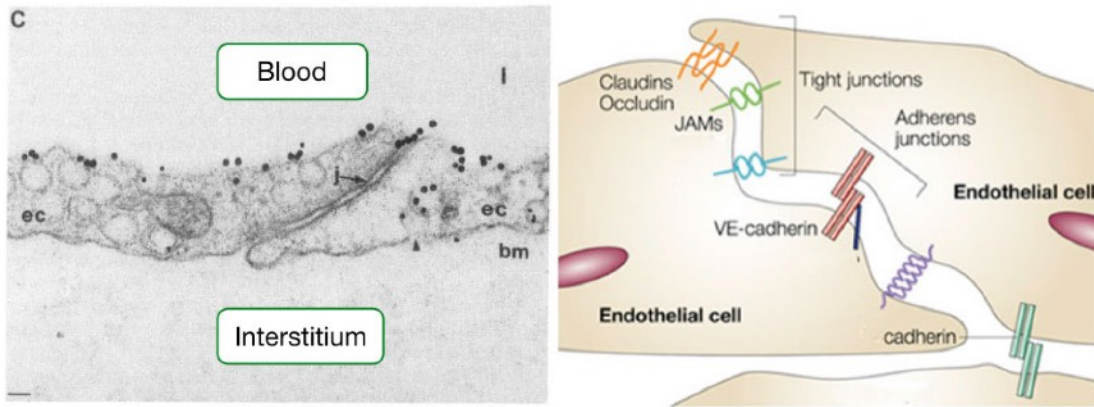 C
Blood
l
j
ec
ec
bm
Interstitium
Claudins
Occludin
JAMs
Tight junctions
Adherens
junctions
Endothelial cell
VE-cadherin
Endothelial cell
cadherin